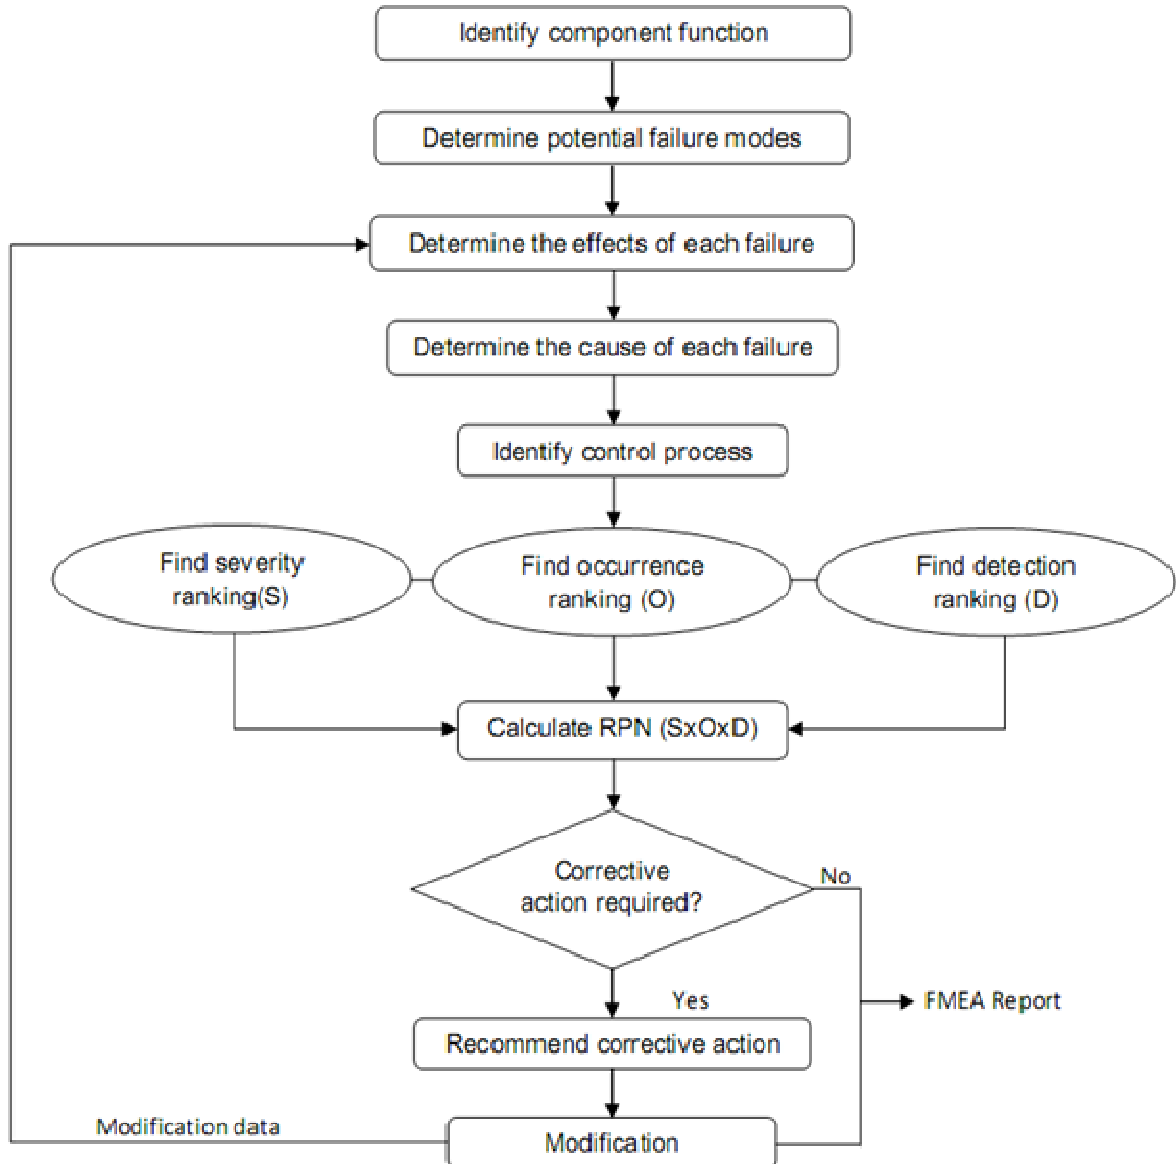 Identify component function
Determine potential failure modes
Determine the effects of each failure
Determine the cause of each failure
Identify control process
Find severity
ranking(S)
Find occurrence
ranking (O)
Find detection
ranking (D)
Calculate RPN (SxOxD)
Corrective
action required?
No
Yes
FMEA Report
Recommend corrective action
Modification data
Modification